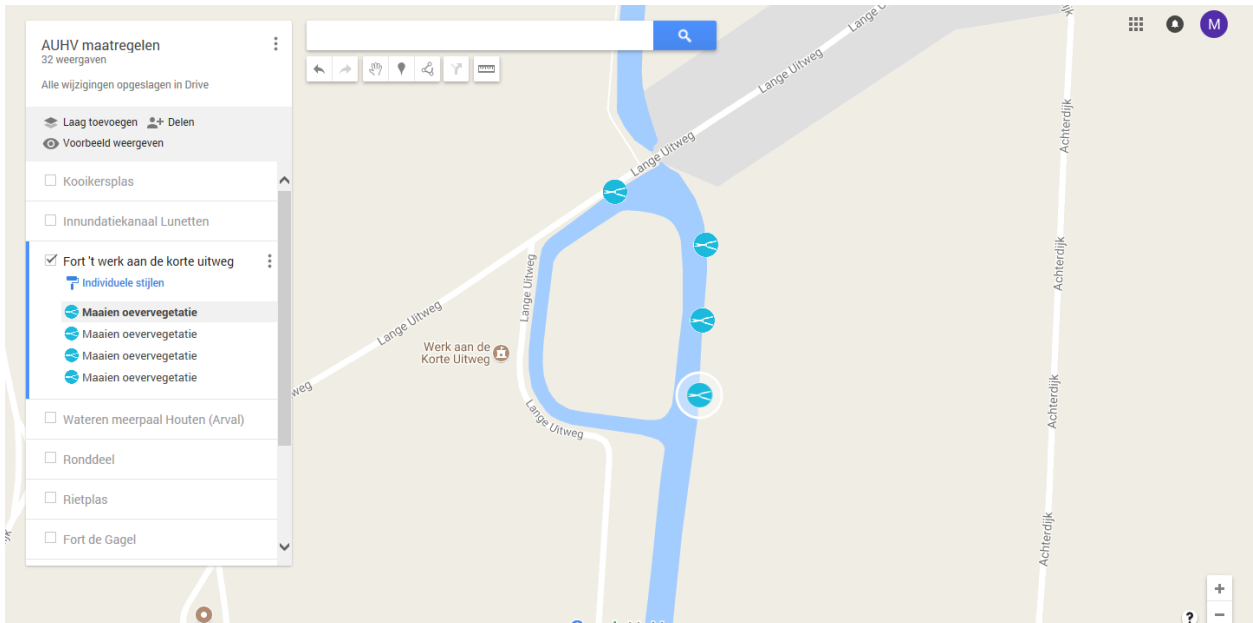 AUHV maatregelen
32 weergaven
Alle wijzigingen opgeslagen in Drive
Laag toevoegen Delen
Voorbeeld weergeven
Kooikersplas
Innundatiekanaal Lunetten
Fort 't werk aan de korte uitweg
Individuele stijlen
Maaien oevervegetatie
Maaien oevervegetatie
Maaien oevervegetatie
Maaien oevervegetatie
Wateren meerpaal Houten (Arval)
Ronddeel
Rietplas
Fort de Gagel
M
Lange Uitweg
Lange Uitweg
Lange Uitweg
Lange Uitweg
Lange Uitweg
Lange Uitweg
Werk aan de
Korte Uitweg
Achterdijk
Achterdijk
Achterdijk
Achterdijk
weg
+
?
−